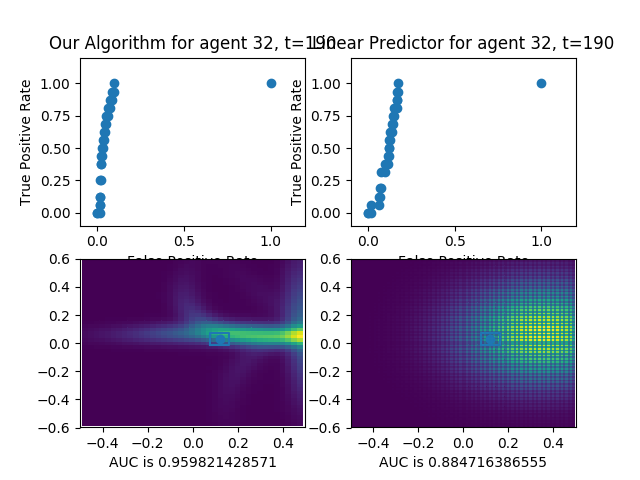 Our Algorithm for agent 32, t=190
Linear Predictor for agent 32, t=190
True Positive Rate
1.00
0.75
0.50
0.25
0.00
0.0 0.5 1.0
False Positive Rate
True Positive Rate
1.00
0.75
0.50
0.25
0.00
0.0 0.5 1.0
False Positive Rate
0.6
0.4
0.2
0.0
−0.2
−0.4
−0.6
−0.4 −0.2 0.0 0.2 0.4
AUC is 0.959821428571
0.6
0.4
0.2
0.0
−0.2
−0.4
−0.6
−0.4 −0.2 0.0 0.2 0.4
AUC is 0.884716386555